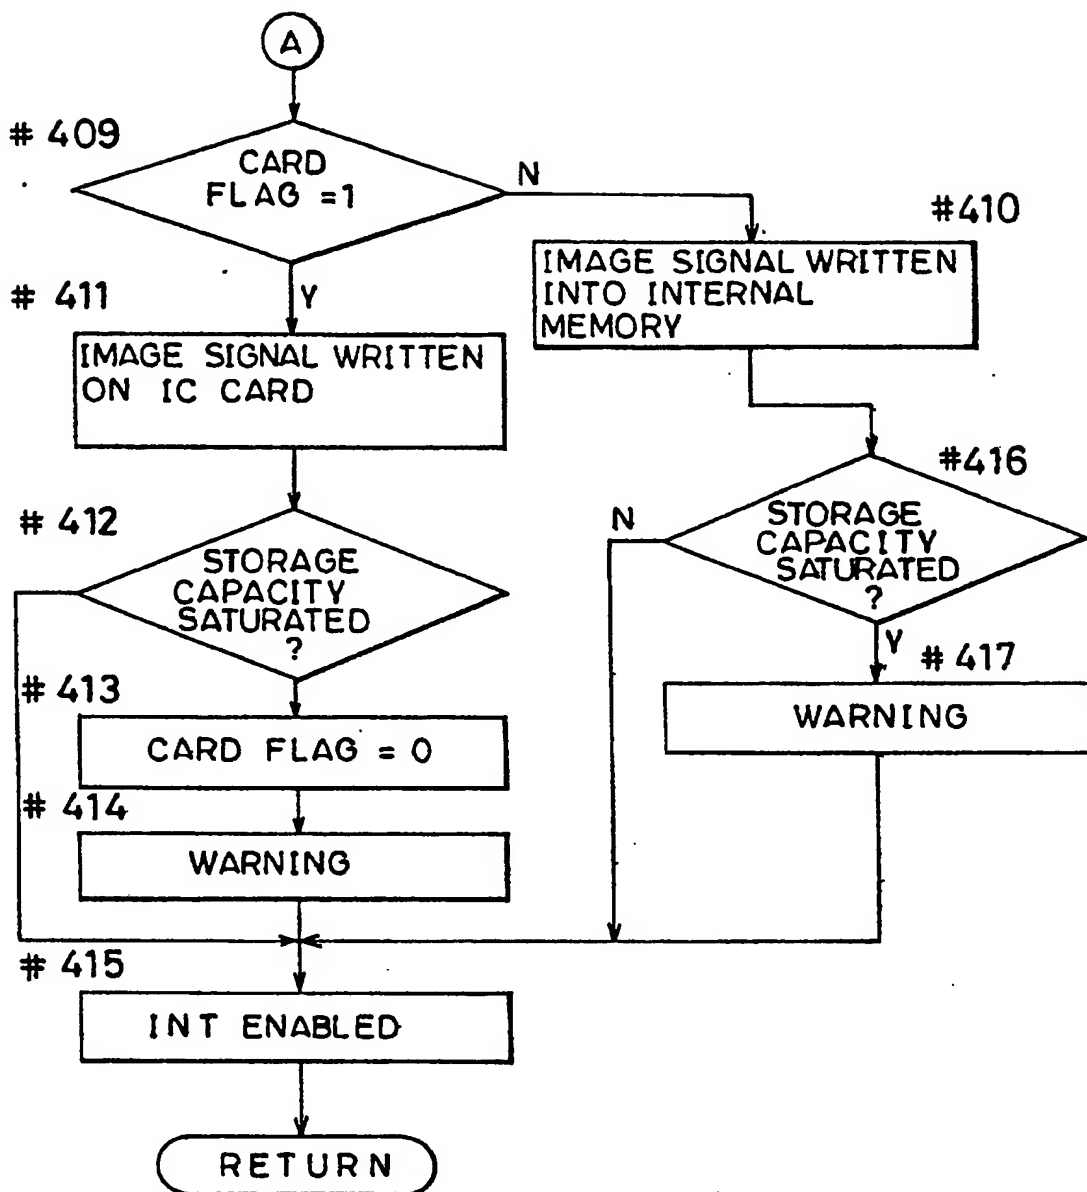 A
# 409
CARD
FLAG =1
N
#410
IMAGE SIGNAL WRITTEN
INTO INTERNAL
MEMORY
# 411
Y
IMAGE SIGNAL WRITTEN
ON IC CARD
#416
N
STORAGE
CAPACITY
SATURATED
?
# 412
STORAGE
CAPACITY
SATURATED
?
Y
# 417
WARNING
# 413
CARD FLAG = 0
# 414
WARNING
# 415
INT ENABLED
RETURN